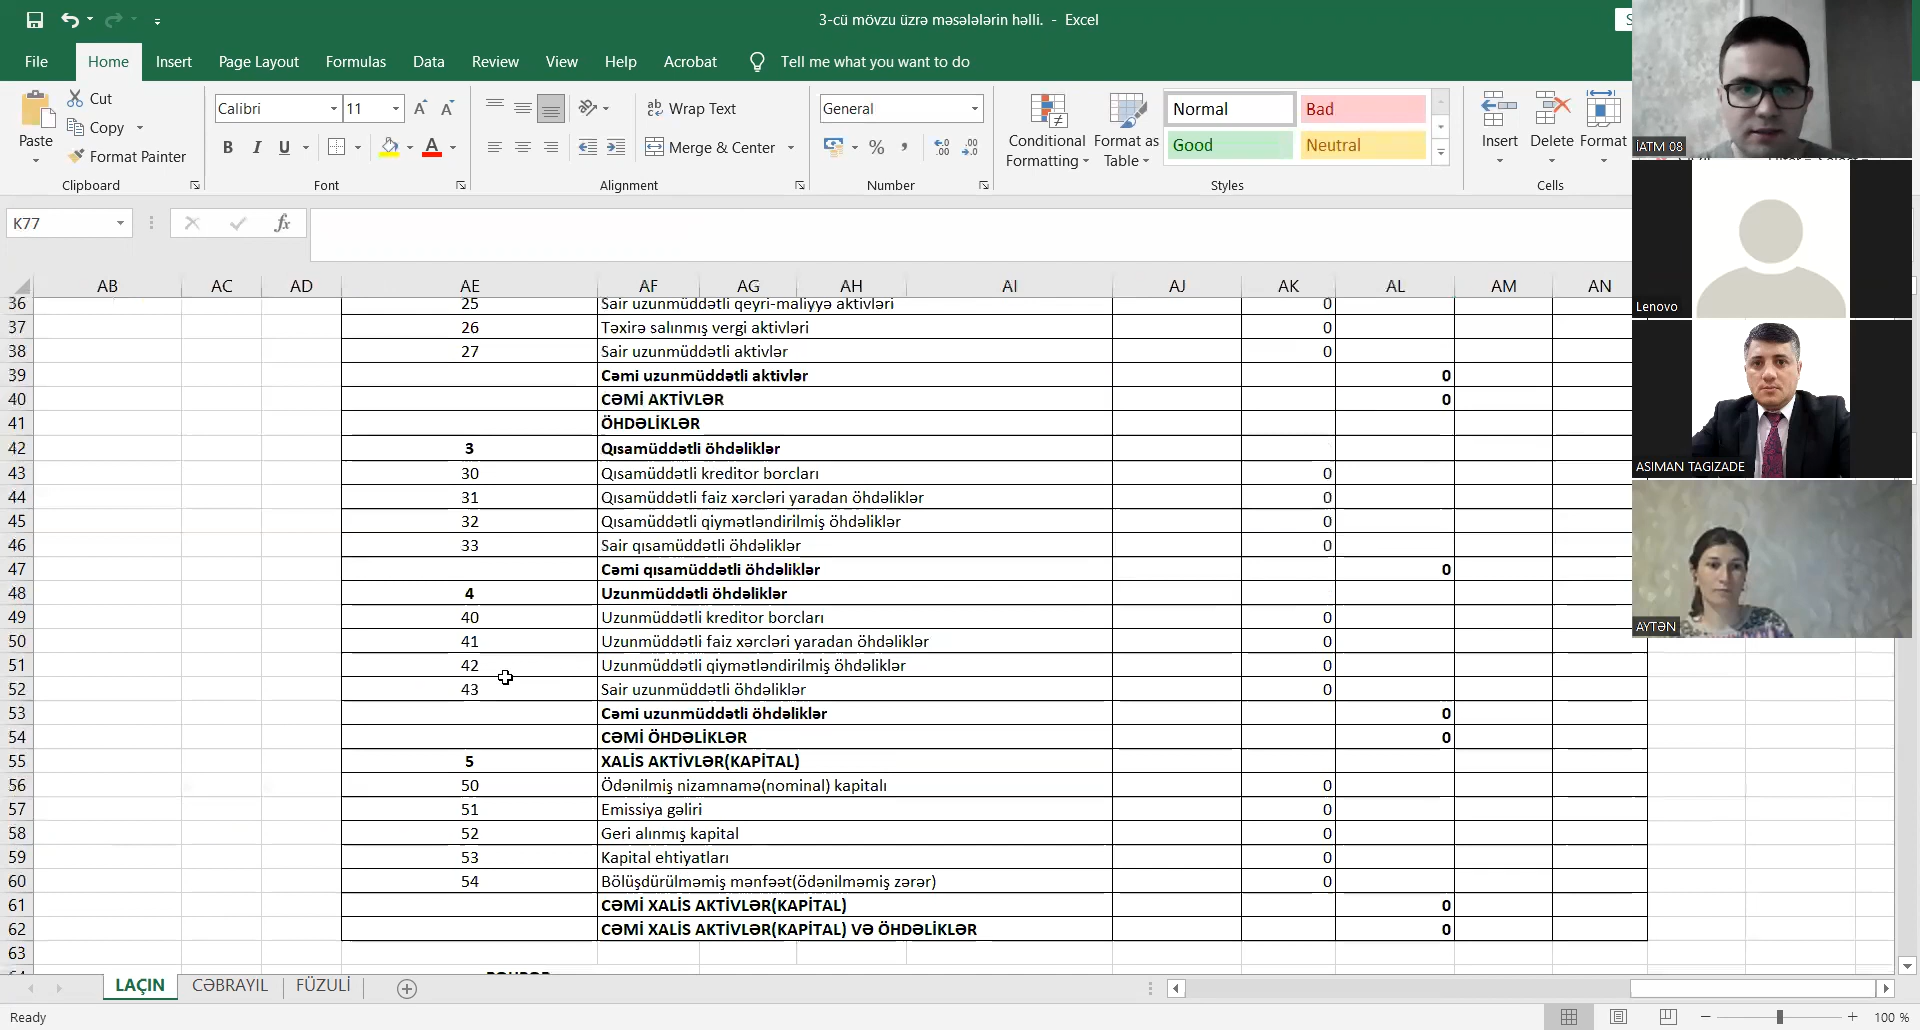 3-cü mövzu üzrə məsələlərin həlli. - Excel
File Home Insert Page Layout Formulas Data Review View Help Acrobat Tell me what you want to do
Paste
Cut
Copy
Format Painter
Clipboard
Calibri 11
B I U
Font
Wrap Text
Merge & Center
Alignment
General
Number
Conditional Formatting
Format as Table
Normal Bad
Good Neutral
Styles
Insert Delete Format
Cells
K77
fx
AB AC AD AE AF AG AH AI AJ AK AL AM AN
36 25 Sair uzunmüddətli qeyri-maliyyə aktivləri 0
37 26 Təxirə salınmış vergi aktivləri 0
38 27 Sair uzunmüddətli aktivlər 0
39 Cəmi uzunmüddətli aktivlər 0
40 CƏMİ AKTİVLƏR 0
41 ÖHDƏLİKLƏR
42 3 Qısamüddətli öhdəliklər
43 30 Qısamüddətli kreditor borcları 0
44 31 Qısamüddətli faiz xərcləri yaradan öhdəliklər 0
45 32 Qısamüddətli qiymətləndirilmiş öhdəliklər 0
46 33 Sair qısamüddətli öhdəliklər 0
47 Cəmi qısamüddətli öhdəliklər 0
48 4 Uzunmüddətli öhdəliklər
49 40 Uzunmüddətli kreditor borcları 0
50 41 Uzunmüddətli faiz xərcləri yaradan öhdəliklər 0
51 42 Uzunmüddətli qiymətləndirilmiş öhdəliklər 0
52 43 Sair uzunmüddətli öhdəliklər 0
53 Cəmi uzunmüddətli öhdəliklər 0
54 CƏMİ ÖHDƏLİKLƏR 0
55 5 XALİS AKTİVLƏR(KAPİTAL)
56 50 Ödənilmiş nizamnamə(nominal) kapitalı 0
57 51 Emissiya gəliri 0
58 52 Geri alınmış kapital 0
59 53 Kapital ehtiyatları 0
60 54 Bölüşdürülməmiş mənfəət(ödənilməmiş zərər) 0
61 CƏMİ XALİS AKTİVLƏR(KAPİTAL) 0
62 CƏMİ XALİS AKTİVLƏR(KAPİTAL) VƏ ÖHDƏLİKLƏR 0
63
LAÇIN CƏBRAYIL FÜZULİ
Ready
100 %
İATM 08
Lenovo
ASIMAN TAGIZADE
AYTƏN